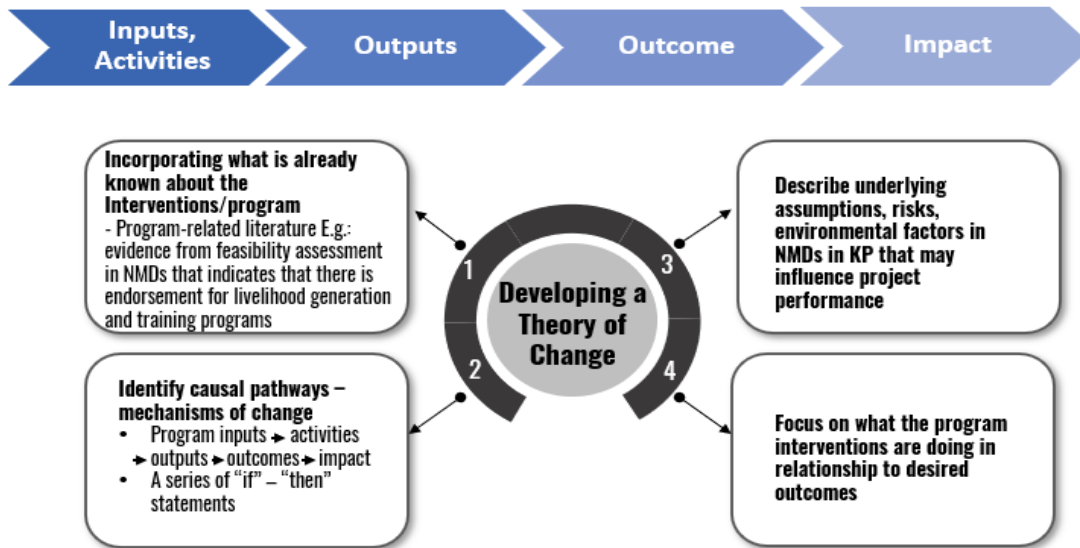 Inputs,
Activities
Outputs
Outcome
Impact
Incorporating what is already
known about the
Interventions/program
- Program-related literature E.g.:
evidence from feasibility assessment
in NMDs that indicates that there is
endorsement for livelihood generation
and training programs
Identify causal pathways –
mechanisms of change
• Program inputs → activities
→ outputs → outcomes → impact
• A series of “if” – “then”
statements
1
2
3
4
Developing a
Theory of
Change
Describe underlying
assumptions, risks,
environmental factors in
NMDs in KP that may
influence project
performance
Focus on what the program
interventions are doing in
relationship to desired
outcomes